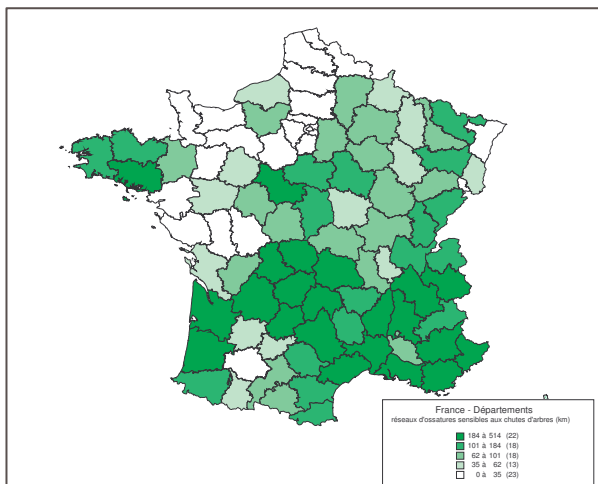 France - Départements
réseaux d'ossatures sensibles aux chutes d'arbres (km)
184 à 514 (22)
101 à 184 (18)
62 à 101 (18)
35 à 62 (13)
0 à 35 (23)